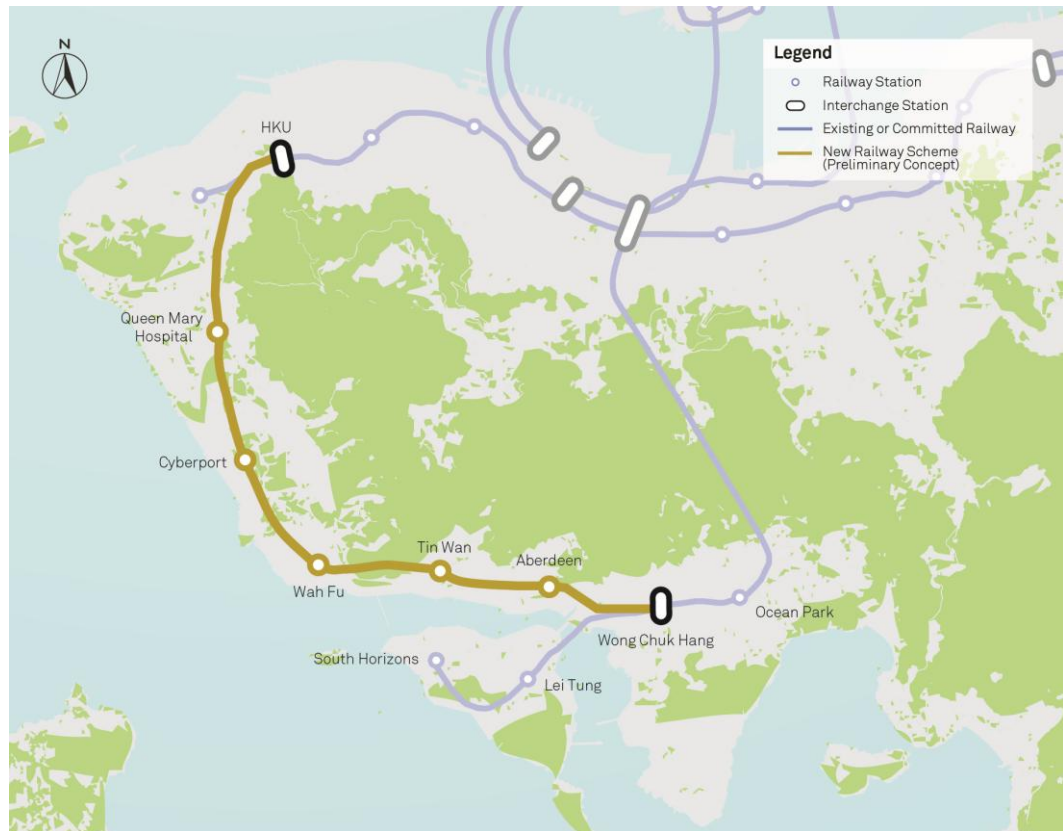 N
Legend
Railway Station
Interchange Station
Existing or Committed Railway
New Railway Scheme
(Preliminary Concept)
HKU
Queen Mary
Hospital
Cyberport
Wah Fu
Tin Wan
Aberdeen
Wong Chuk Hang
Ocean Park
South Horizons
Lei Tung